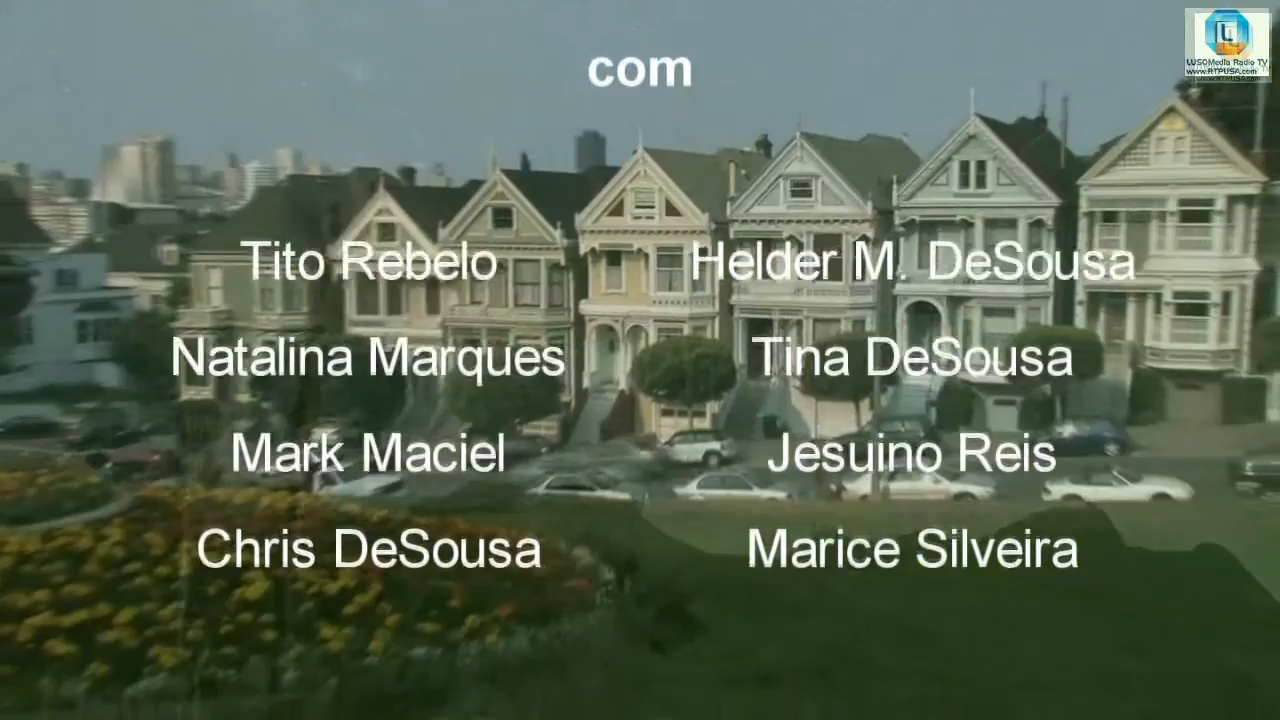 com
LUSOMedia Radio TV
www.RTPUSA.com
Tito Rebelo
Helder M. DeSousa
Natalina Marques
Tina DeSousa
Mark Maciel
Jesuino Reis
Chris DeSousa
Marice Silveira